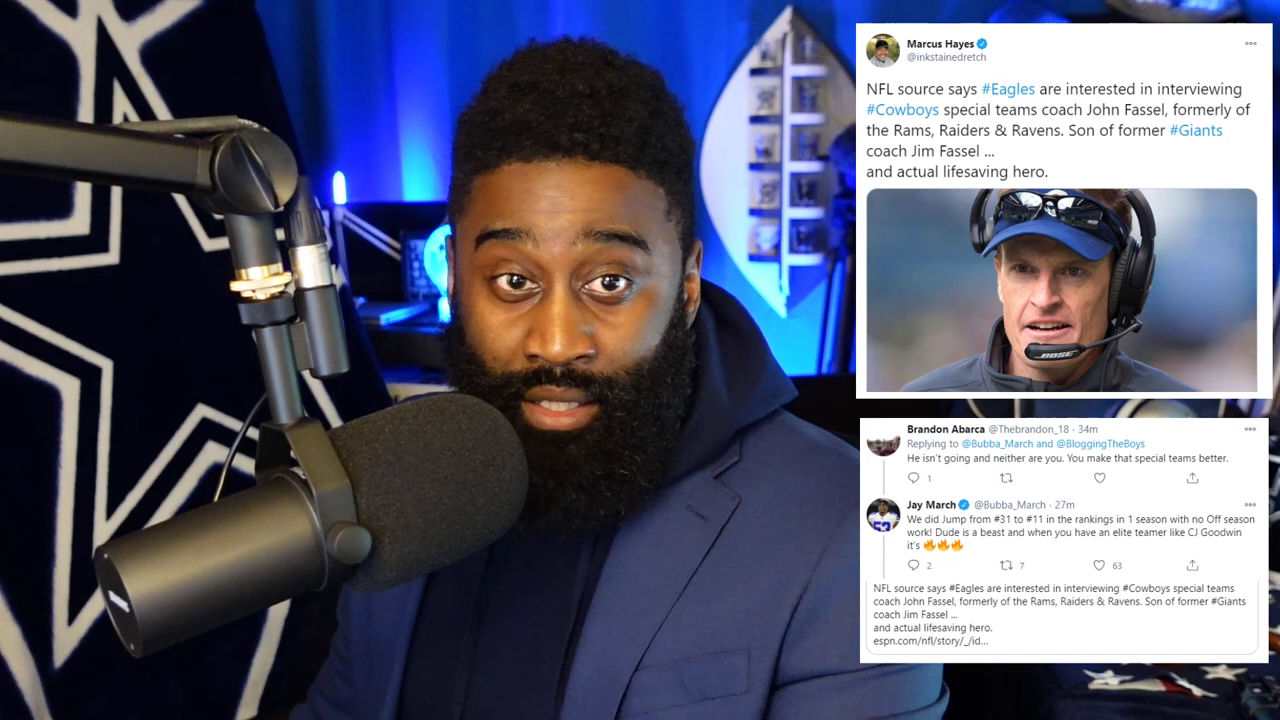 Marcus Hayes
@inkstainedretch
NFL source says #Eagles are interested in interviewing
#Cowboys special teams coach John Fassel, formerly of
the Rams, Raiders & Ravens. Son of former #Giants
coach Jim Fassel ...
and actual lifesaving hero.
BOSE
Brandon Abarca @Thebrandon_18 · 34m
Replying to @Bubba_March and @BloggingTheBoys
He isn't going and neither are you. You make that special teams better.
1
Jay March @Bubba_March · 27m
We did Jump from #31 to #11 in the rankings in 1 season with no Off season
work! Dude is a beast and when you have an elite teamer like CJ Goodwin
it's 🔥🔥🔥
2 7 63
NFL source says #Eagles are interested in interviewing #Cowboys special teams
coach John Fassel, formerly of the Rams, Raiders & Ravens. Son of former #Giants
coach Jim Fassel ...
and actual lifesaving hero.
espn.com/nfl/story/_/id...